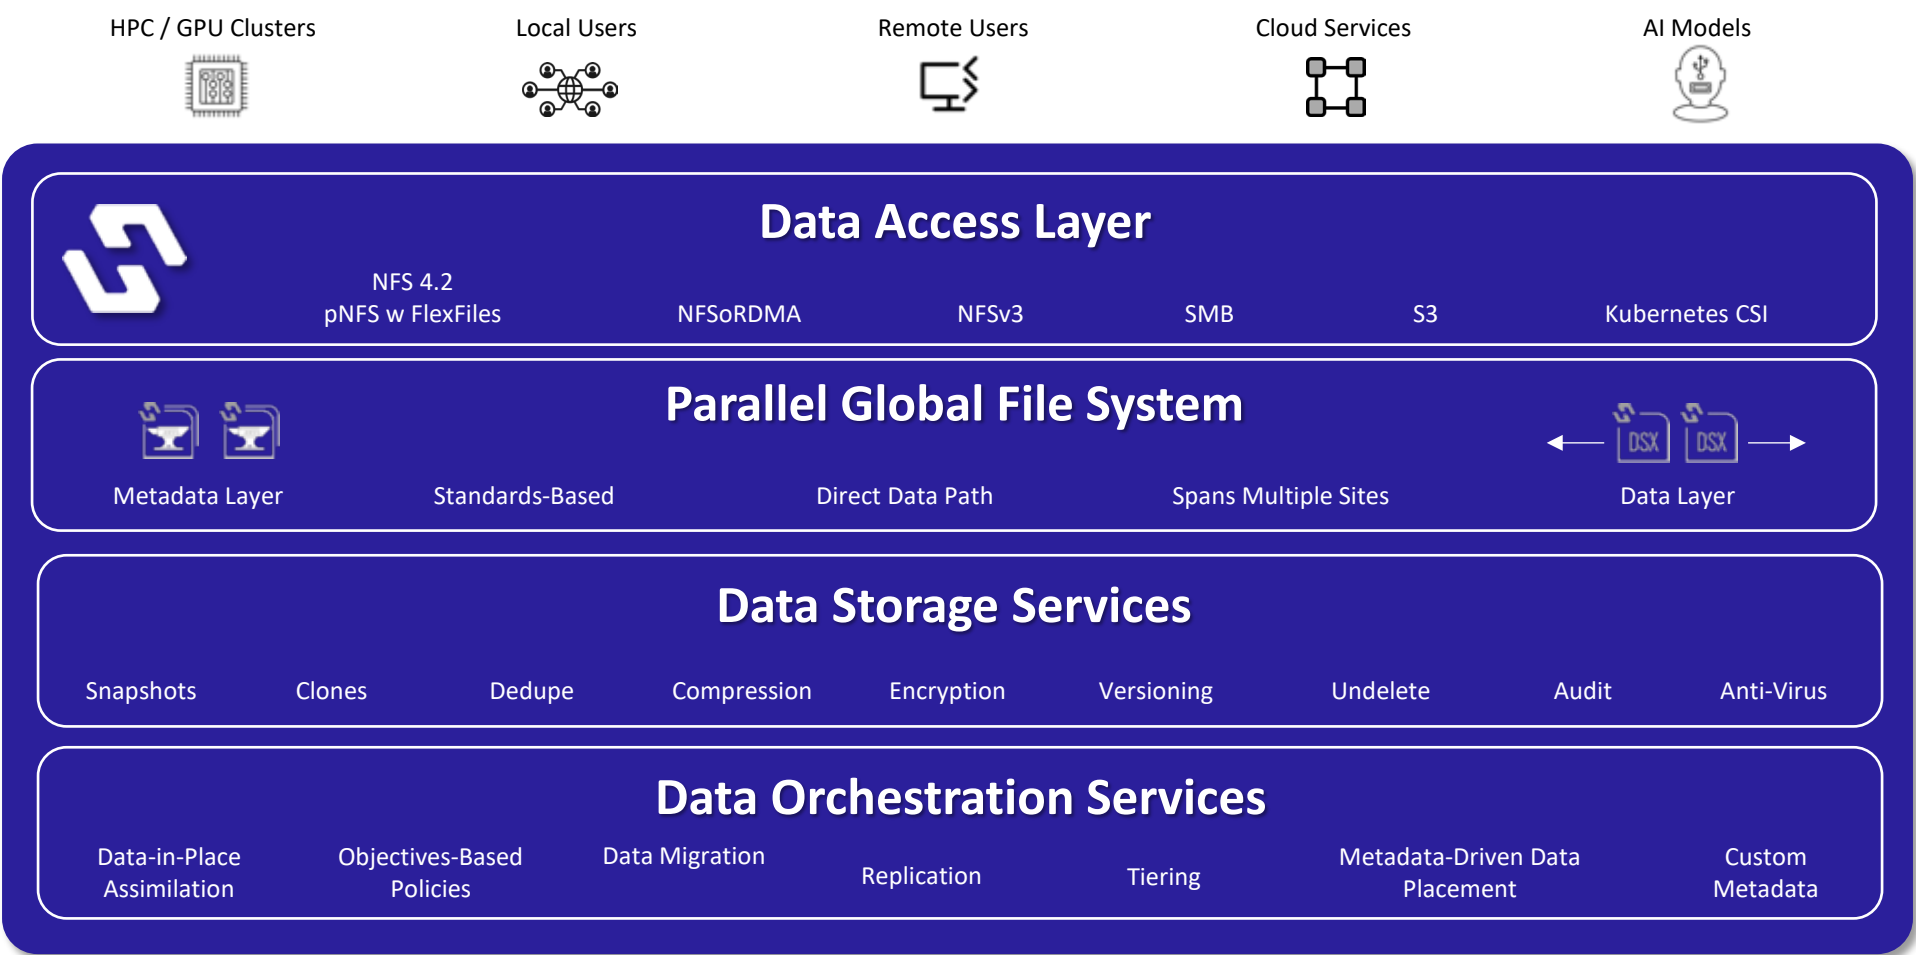 HPC / GPU Clusters
Local Users
Remote Users
Cloud Services
AI Models
Data Access Layer
NFS 4.2
pNFS w FlexFiles
NFSoRDMA
NFSv3
SMB
S3
Kubernetes CSI
Parallel Global File System
DSX
DSX
Metadata Layer
Standards-Based
Direct Data Path
Spans Multiple Sites
Data Layer
Data Storage Services
Snapshots
Clones
Dedupe
Compression
Encryption
Versioning
Undelete
Audit
Anti-Virus
Data Orchestration Services
Data-in-Place
Assimilation
Objectives-Based
Policies
Data Migration
Replication
Tiering
Metadata-Driven Data
Placement
Custom
Metadata